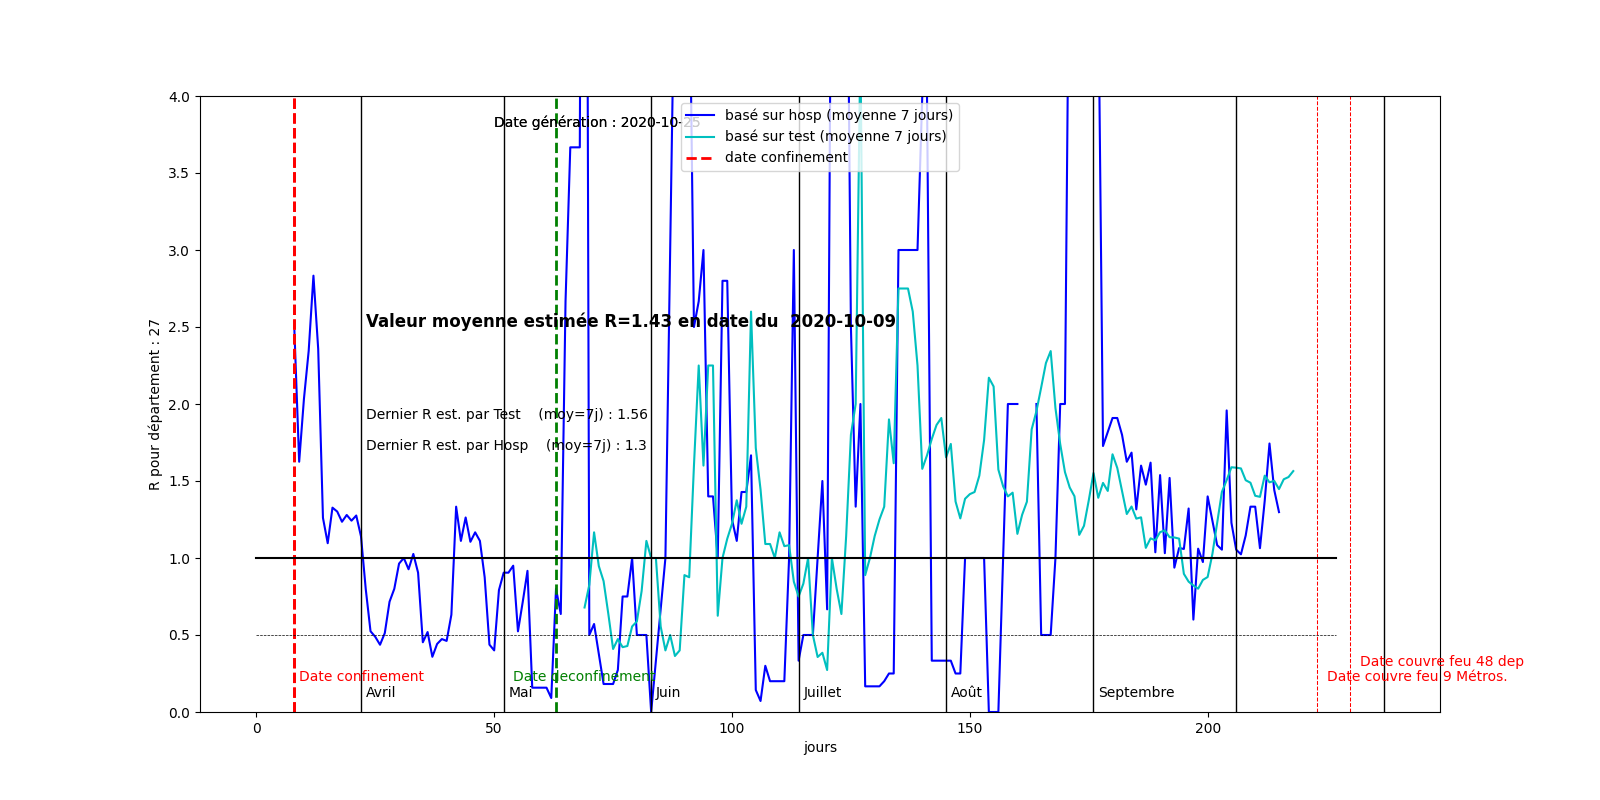 4.0
3.5
3.0
2.5
2.0
1.5
1.0
0.5
0.0
R pour département : 27
Date génération : 2020-10-25
basé sur hosp (moyenne 7 jours)
basé sur test (moyenne 7 jours)
date confinement
Valeur moyenne estimée R=1.43 en date du  2020-10-09
Dernier R est. par Test    (moy=7j) : 1.56
Dernier R est. par Hosp    (moy=7j) : 1.3
Date couvre feu 48 dep
Date confinement
Date deconfinement
Date couvre feu 9 Métros.
Avril
Mai
Juin
Juillet
Août
Septembre
0
50
100
150
200
jours